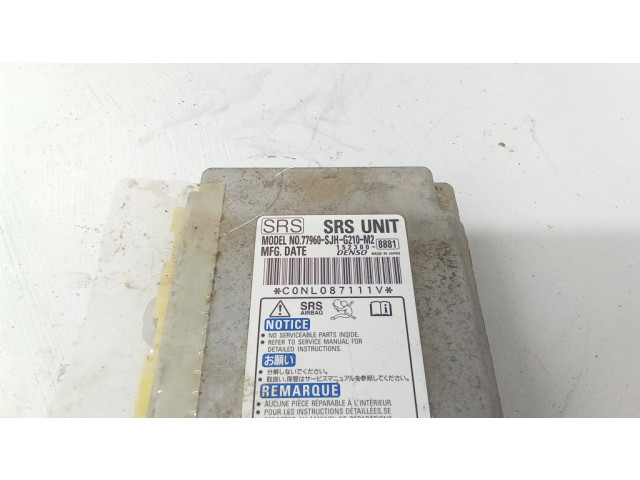 SRS SRS UNIT
MODEL NO.77960-SJH-G210-M2
MFG. DATE 152300- 8881
DENSO MADE IN JAPAN
*C0NL087111V*
SRS
AIRBAG
NOTICE
• NO SERVICEABLE PARTS INSIDE.
• REFER TO SERVICE MANUAL FOR
DETAILED INSTRUCTIONS.
お願い
• 分解しないでください。
• 取扱い、保管はサービスマニュアルを参照してください。
REMARQUE
• AUCUNE PIÈCE RÉPARABLE À L'INTÉRIEUR.
• POUR LES INSTRUCTIONS DÉTAILLÉES, SE